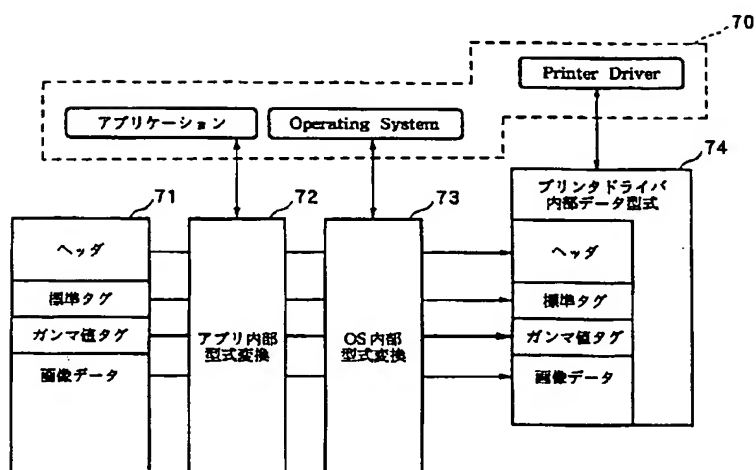 70
Printer Driver
アプリケーション
Operating System
74
プリンタドライバ
内部データ型式
71
72
73
ヘッダ
標準タグ
ガンマ値タグ
画像データ
アプリ内部
型式変換
OS内部
型式変換
ヘッダ
標準タグ
ガンマ値タグ
画像データ